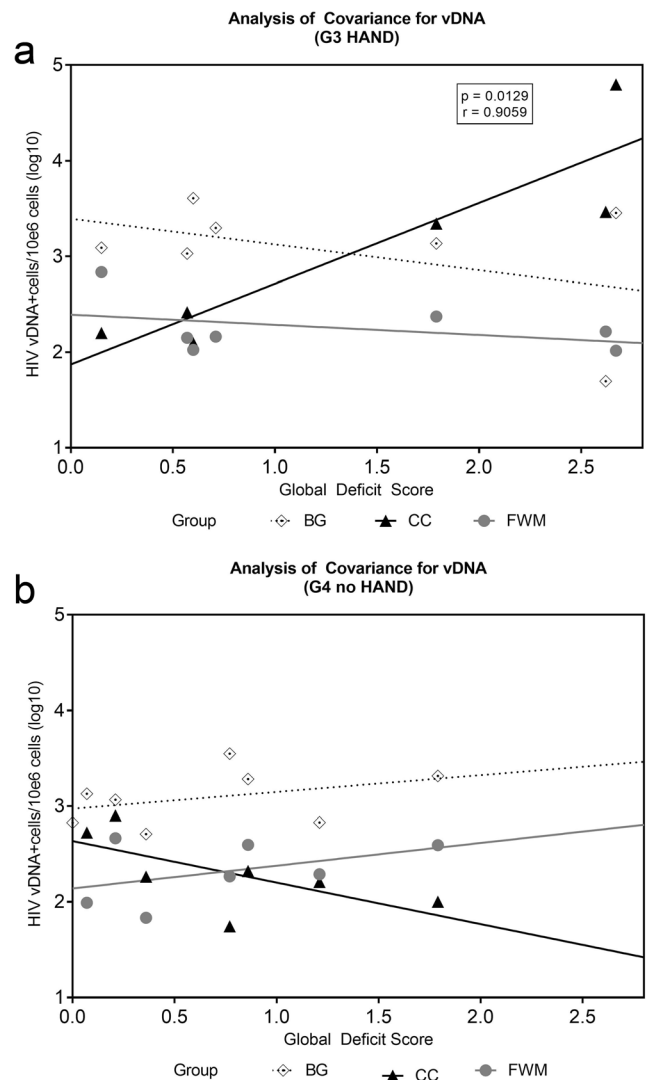 Analysis of Covariance for vDNA
(G3 HAND)
a
5
4
3
2
1
HIV vDNA+cells/10e6 cells (log10)
p = 0.0129
r = 0.9059
0.0 0.5 1.0 1.5 2.0 2.5
Global Deficit Score
Group BG CC FWM
Analysis of Covariance for vDNA
(G4 no HAND)
b
5
4
3
2
1
HIV vDNA+cells/10e6 cells (log10)
0.0 0.5 1.0 1.5 2.0 2.5
Global Deficit Score
Group BG CC FWM